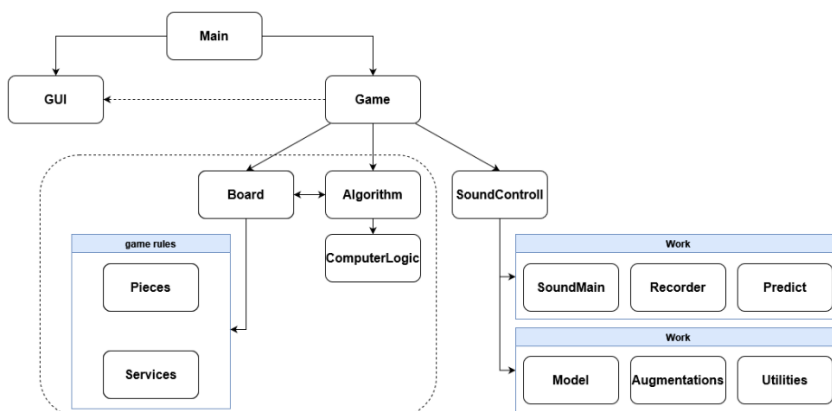 Main
GUI
Game
Board
Algorithm
SoundControll
game rules
ComputerLogic
Work
Pieces
SoundMain
Recorder
Predict
Services
Work
Model
Augmentations
Utilities